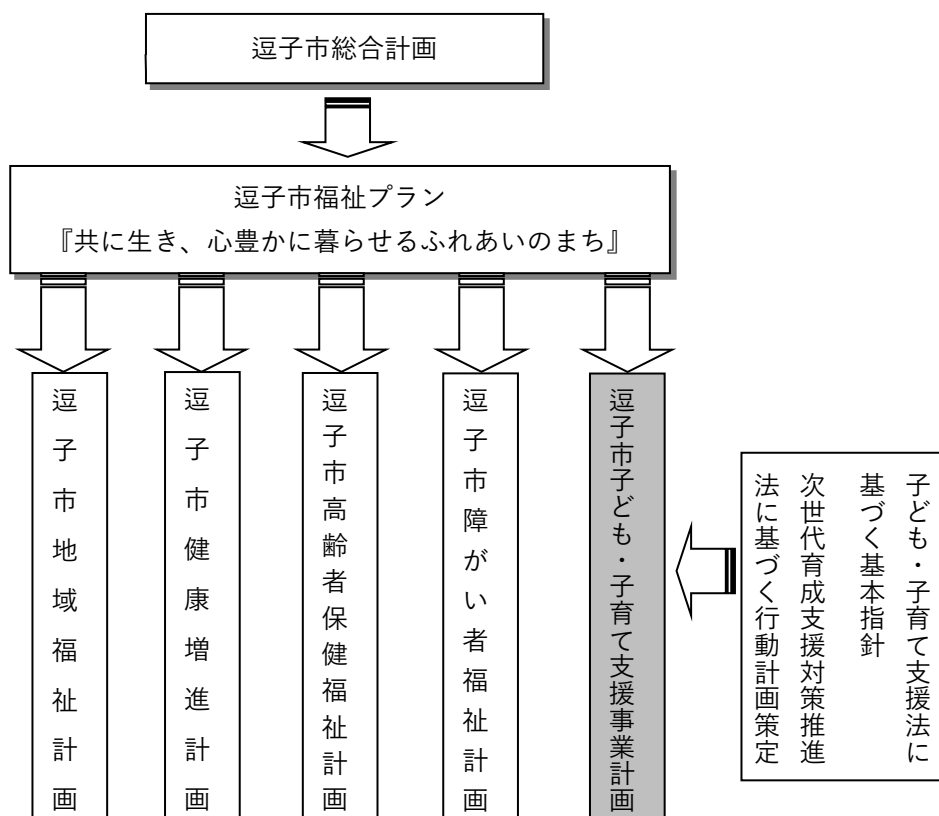 逗子市総合計画
逗子市福祉プラン
『共に生き、心豊かに暮らせるふれあいのまち』
逗子市地域福祉計画
逗子市健康増進計画
逗子市高齢者保健福祉計画
逗子市障がい者福祉計画
逗子市子ども・子育て支援事業計画
子ども・子育て支援法に
基づく基本指針
次世代育成支援対策推進
法に基づく行動計画策定